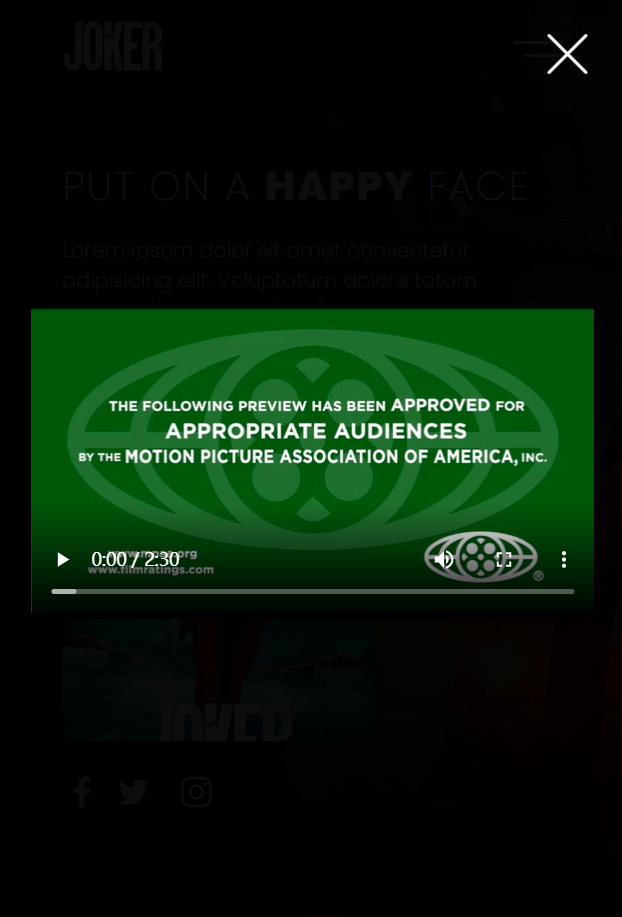 JOKER
PUT ON A HAPPY FACE
Lorem ipsum dolor sit amet consectetur
adipisicing elit. Voluptatum dolore totam
THE FOLLOWING PREVIEW HAS BEEN APPROVED FOR
APPROPRIATE AUDIENCES
BY THE MOTION PICTURE ASSOCIATION OF AMERICA, INC.
www.mpaa.org
0:00 / 2:30
www.filmratings.com
®
JOKER